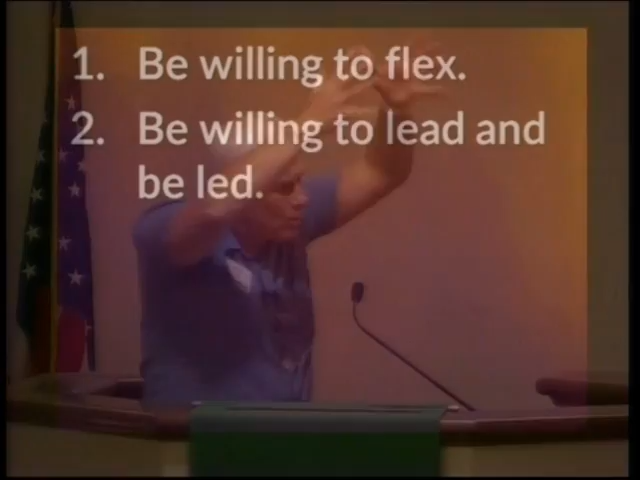 1. Be willing to flex.
2. Be willing to lead and
be led.